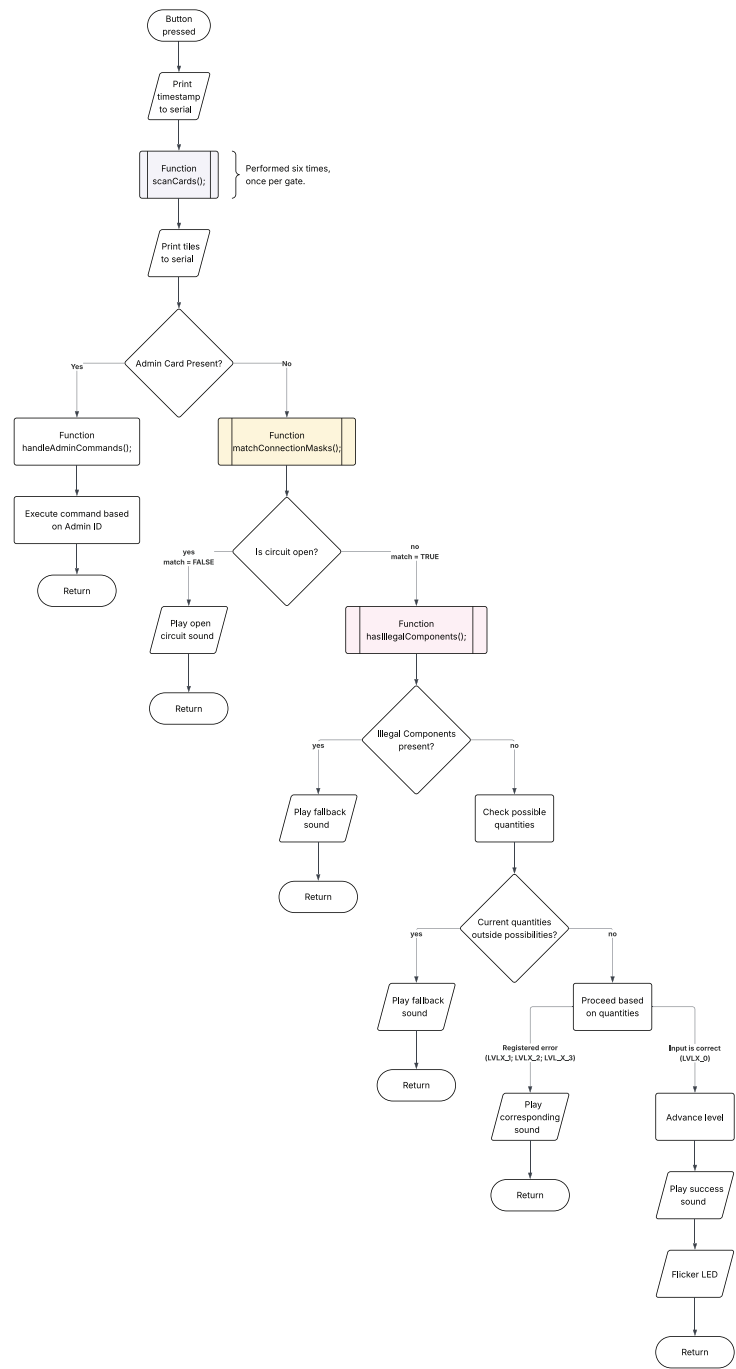 Button
pressed
Print
timestamp
to serial
Function
scanCards();
Performed six times,
once per gate.
Print tiles
to serial
Admin Card Present?
Yes
No
Function
handleAdminCommands();
Function
matchConnectionMasks();
Execute command based
on Admin ID
Is circuit open?
yes
match = FALSE
no
match = TRUE
Return
Play open
circuit sound
Function
hasIllegalComponents();
Return
Illegal Components
present?
yes
no
Play fallback
sound
Check possible
quantities
Return
Current quantities
outside possibilities?
yes
no
Play fallback
sound
Proceed based
on quantities
Registered error
(LVLX_1; LVLX_2; LVL_X_3)
Input is correct
(LVLX_0)
Return
Play
corresponding
sound
Advance level
Return
Play success
sound
Flicker LED
Return